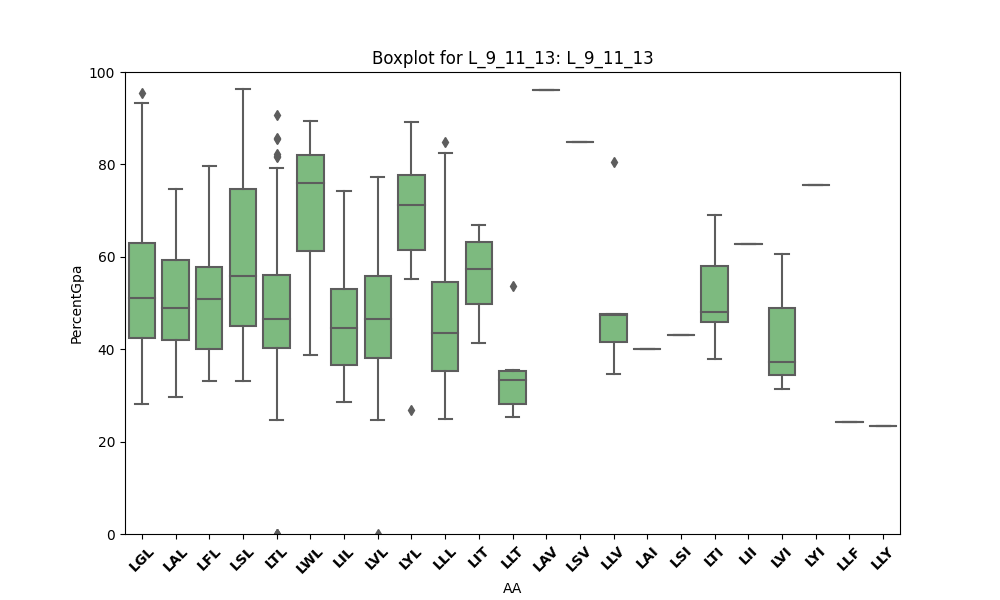 Boxplot for L_9_11_13: L_9_11_13
100
80
60
40
20
0
PercentGpa
LGL LAL LFL LSL LTL LWL LIL LVL LYL LLL LIT LLT LAV LSV LLV LAI LSI LTI LII LVI LYI LLF LLY
AA